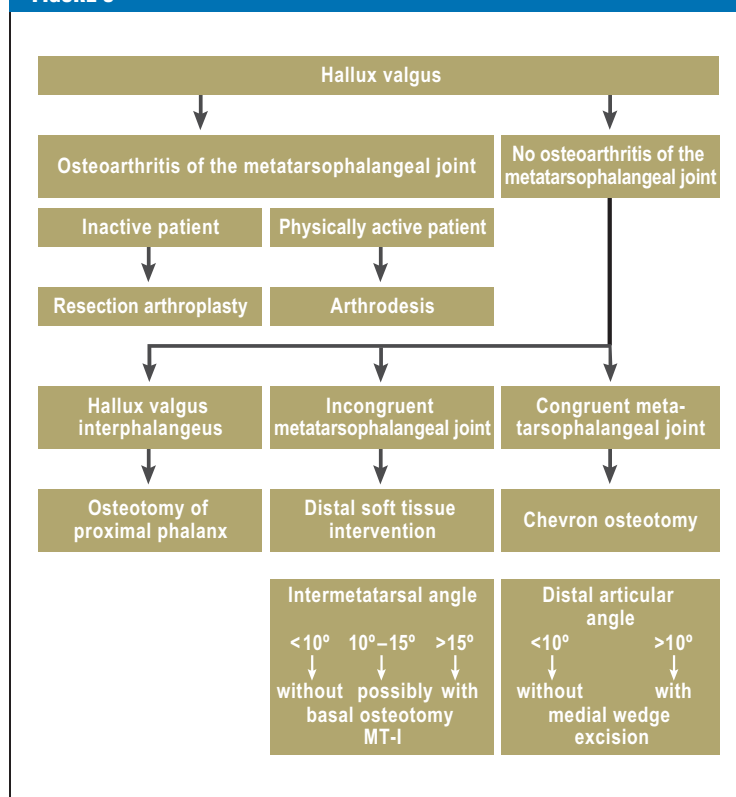 Hallux valgus
Osteoarthritis of the metatarsophalangeal joint
No osteoarthritis of the
metatarsophalangeal joint
Inactive patient
Physically active patient
Resection arthroplasty
Arthrodesis
Hallux valgus
interphalangeus
Incongruent
metatarsophalangeal joint
Congruent meta-
tarsophalangeal joint
Osteotomy of
proximal phalanx
Distal soft tissue
intervention
Chevron osteotomy
Intermetatarsal angle
<10º 10º–15º >15º
without possibly with
basal osteotomy
MT-I
Distal articular
angle
<10º >10º
without with
medial wedge
excision